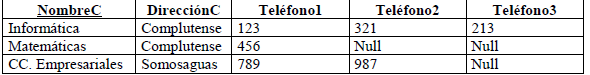 NombreC DirecciónC Teléfono1 Teléfono2 Teléfono3
Informática Complutense 123 321 213
Matemáticas Complutense 456 Null Null
CC. Empresariales Somosaguas 789 987 Null